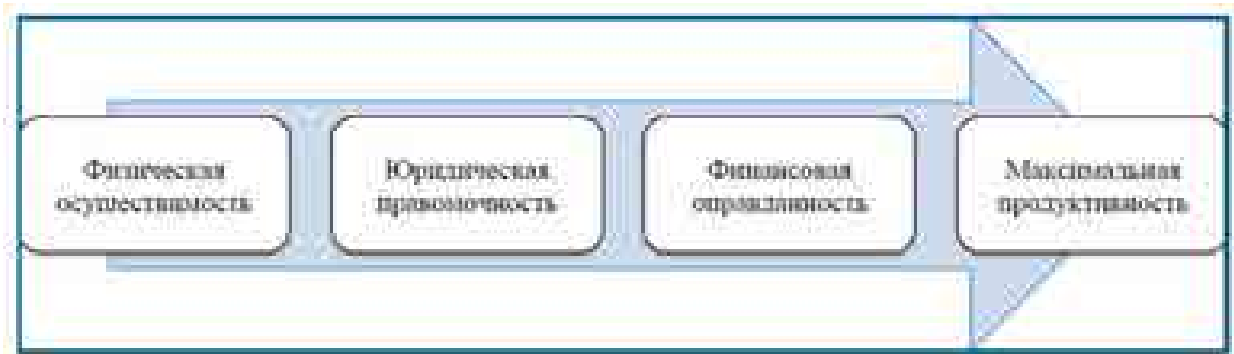 Физическая
осуществимость
Юридическая
правомочность
Финансовая
оправданность
Максимальная
продуктивность